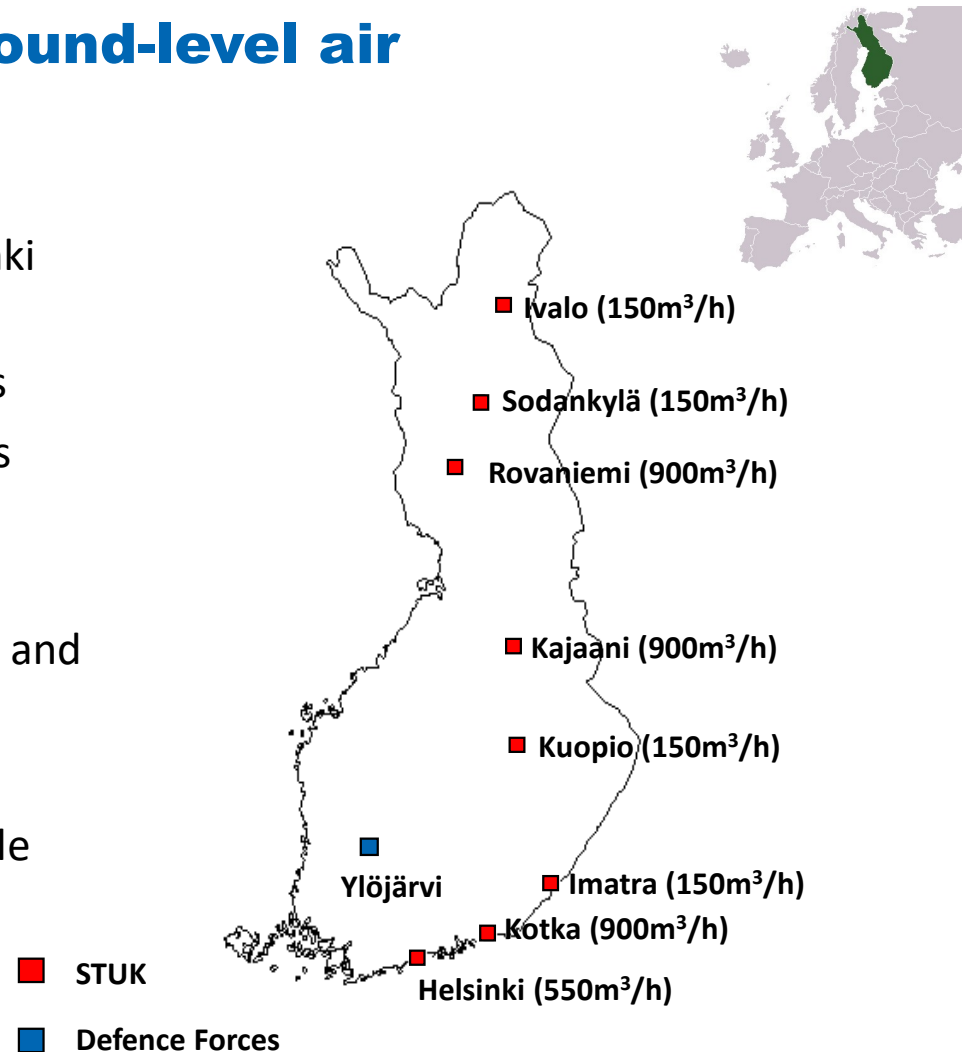 ound-level air
ki
s
s
and
le
Ivalo (150m³/h)
Sodankylä (150m³/h)
Rovaniemi (900m³/h)
Kajaani (900m³/h)
Kuopio (150m³/h)
Ylöjärvi
Imatra (150m³/h)
Kotka (900m³/h)
Helsinki (550m³/h)
STUK
Defence Forces